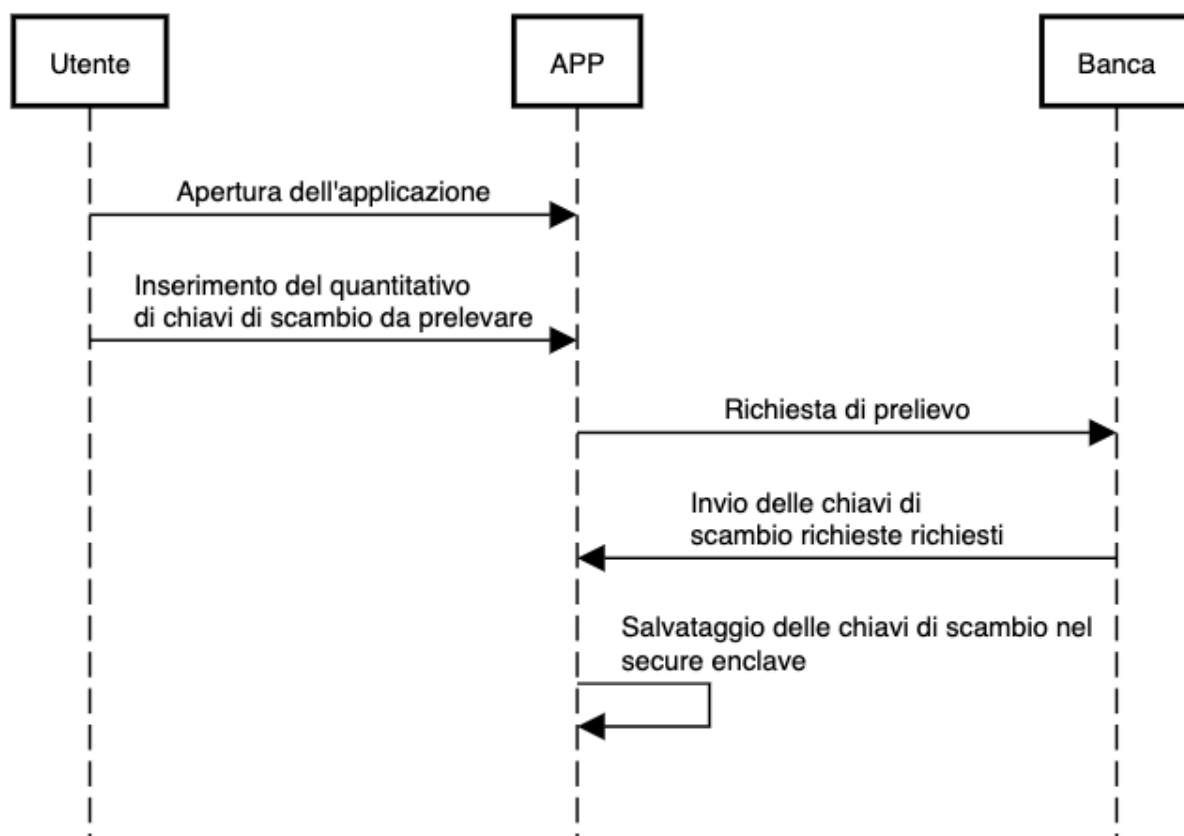 Utente
APP
Banca
Apertura dell'applicazione
Inserimento del quantitativo
di chiavi di scambio da prelevare
Richiesta di prelievo
Invio delle chiavi di
scambio richieste richiesti
Salvataggio delle chiavi di scambio nel
secure enclave